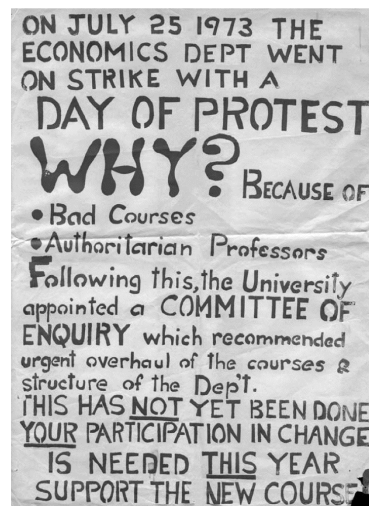 ON JULY 25 1973 THE
ECONOMICS DEPT WENT
ON STRIKE WITH A
DAY OF PROTEST
WHY? BECAUSE OF
• Bad Courses
• Authoritarian Professors
Following this, the University
appointed a COMMITTEE OF
ENQUIRY which recommended
urgent overhaul of the courses &
structure of the Dep't.
THIS HAS NOT YET BEEN DONE
YOUR PARTICIPATION IN CHANGE
IS NEEDED THIS YEAR
SUPPORT THE NEW COURSE